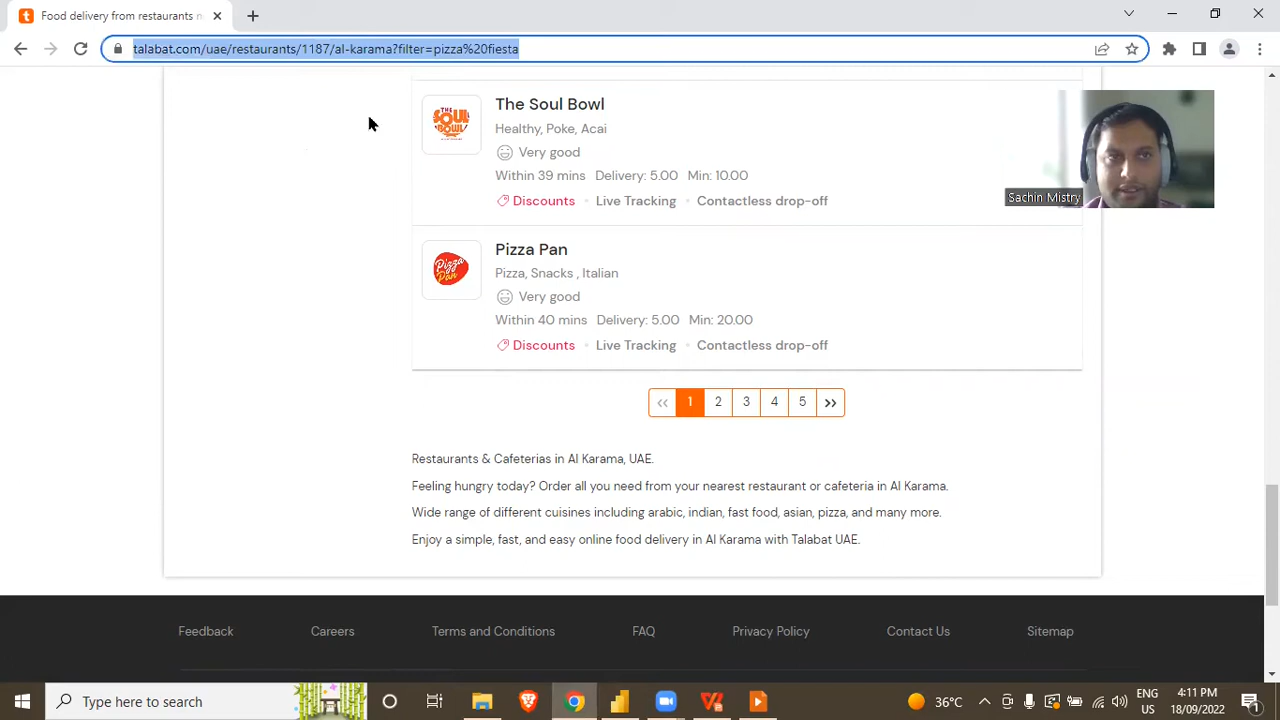 Food delivery from restaurants n
talabat.com/uae/restaurants/1187/al-karama?filter=pizza%20fiesta
THE SOUL BOWL
The Soul Bowl
Healthy, Poke, Acai
Very good
Within 39 mins Delivery: 5.00 Min: 10.00
Discounts • Live Tracking • Contactless drop-off
Sachin Mistry
Pizza Pan
Pizza Pan
Pizza, Snacks , Italian
Very good
Within 40 mins Delivery: 5.00 Min: 20.00
Discounts • Live Tracking • Contactless drop-off
<< 1 2 3 4 5 >>
Restaurants & Cafeterias in Al Karama, UAE.
Feeling hungry today? Order all you need from your nearest restaurant or cafeteria in Al Karama.
Wide range of different cuisines including arabic, indian, fast food, asian, pizza, and many more.
Enjoy a simple, fast, and easy online food delivery in Al Karama with Talabat UAE.
Feedback Careers Terms and Conditions FAQ Privacy Policy Contact Us Sitemap
Type here to search
36°C
ENG
US
4:11 PM
18/09/2022
1